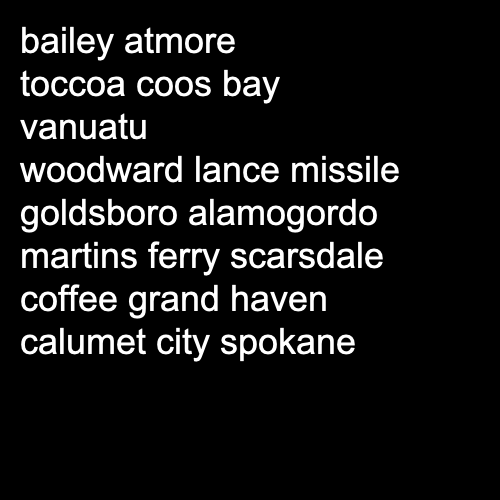 bailey atmore
toccoa coos bay
vanuatu
woodward lance missile
goldsboro alamogordo
martins ferry scarsdale
coffee grand haven
calumet city spokane